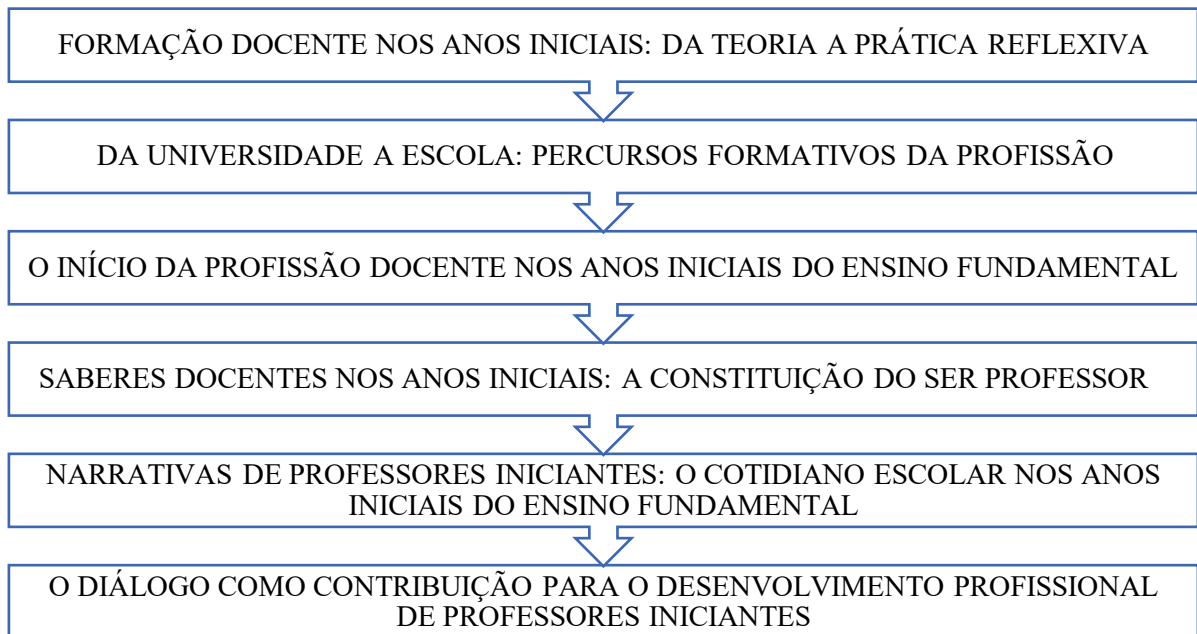 FORMAÇÃO DOCENTE NOS ANOS INICIAIS: DA TEORIA A PRÁTICA REFLEXIVA
DA UNIVERSIDADE A ESCOLA: PERCURSOS FORMATIVOS DA PROFISSÃO
O INÍCIO DA PROFISSÃO DOCENTE NOS ANOS INICIAIS DO ENSINO FUNDAMENTAL
SABERES DOCENTES NOS ANOS INICIAIS: A CONSTITUIÇÃO DO SER PROFESSOR
NARRATIVAS DE PROFESSORES INICIANTES: O COTIDIANO ESCOLAR NOS ANOS
INICIAIS DO ENSINO FUNDAMENTAL
O DIÁLOGO COMO CONTRIBUIÇÃO PARA O DESENVOLVIMENTO PROFISSIONAL
DE PROFESSORES INICIANTES